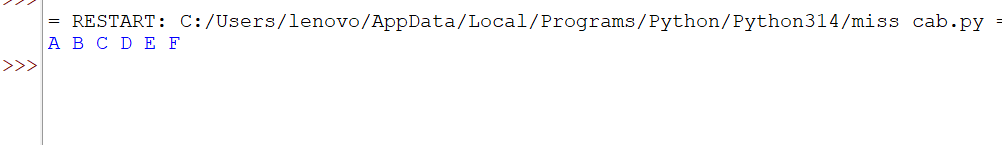 >>>
= RESTART: C:/Users/lenovo/AppData/Local/Programs/Python/Python314/miss cab.py =
A B C D E F
>>>